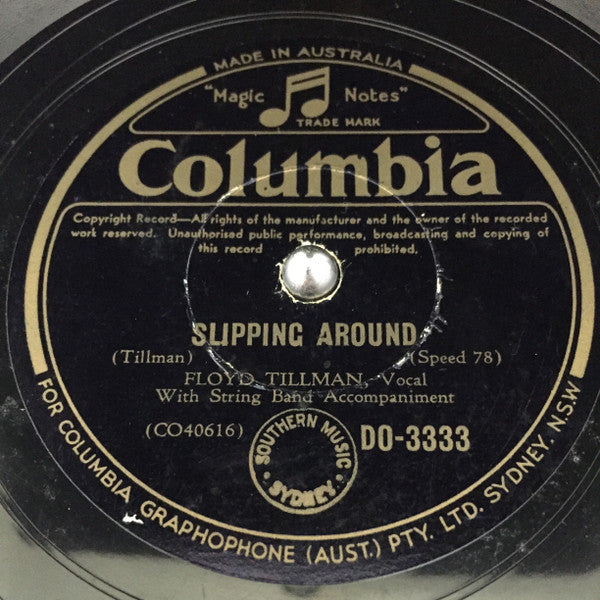 MADE IN AUSTRALIA
"Magic Notes"
TRADE MARK
Columbia
Copyright Record—All rights of the manufacturer and the owner of the recorded
work reserved. Unauthorised public performance, broadcasting and copying of
this record prohibited.
SLIPPING AROUND
(Tillman) (Speed 78)
FLOYD TILLMAN, Vocal
With String Band Accompaniment
(CO40616) DO-3333
SOUTHERN MUSIC
SYDNEY
FOR COLUMBIA GRAPHOPHONE (AUST.) PTY. LTD. SYDNEY. N.S.W